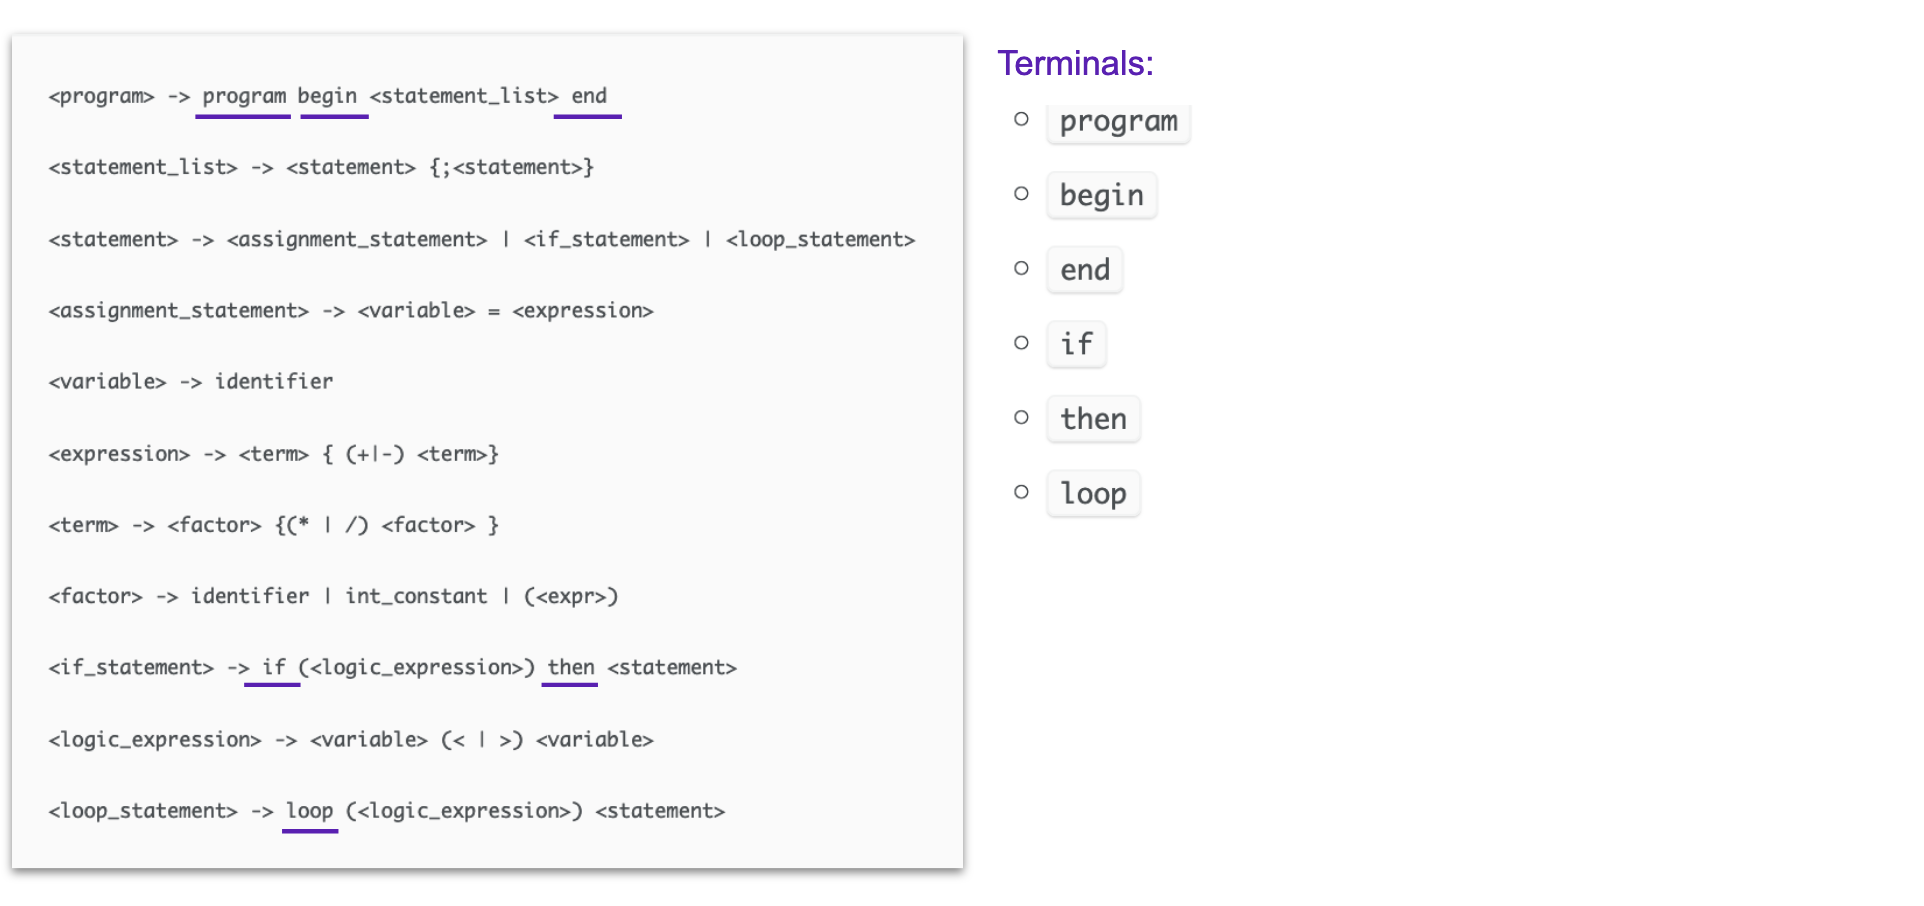 <program> -> program begin <statement_list> end
<statement_list> -> <statement> {;<statement>}
<statement> -> <assignment_statement> | <if_statement> | <loop_statement>
<assignment_statement> -> <variable> = <expression>
<variable> -> identifier
<expression> -> <term> { (+|-) <term>}
<term> -> <factor> {(* | /) <factor> }
<factor> -> identifier | int_constant | (<expr>)
<if_statement> -> if (<logic_expression>) then <statement>
<logic_expression> -> <variable> (< | >) <variable>
<loop_statement> -> loop (<logic_expression>) <statement>
Terminals:
program
begin
end
if
then
loop